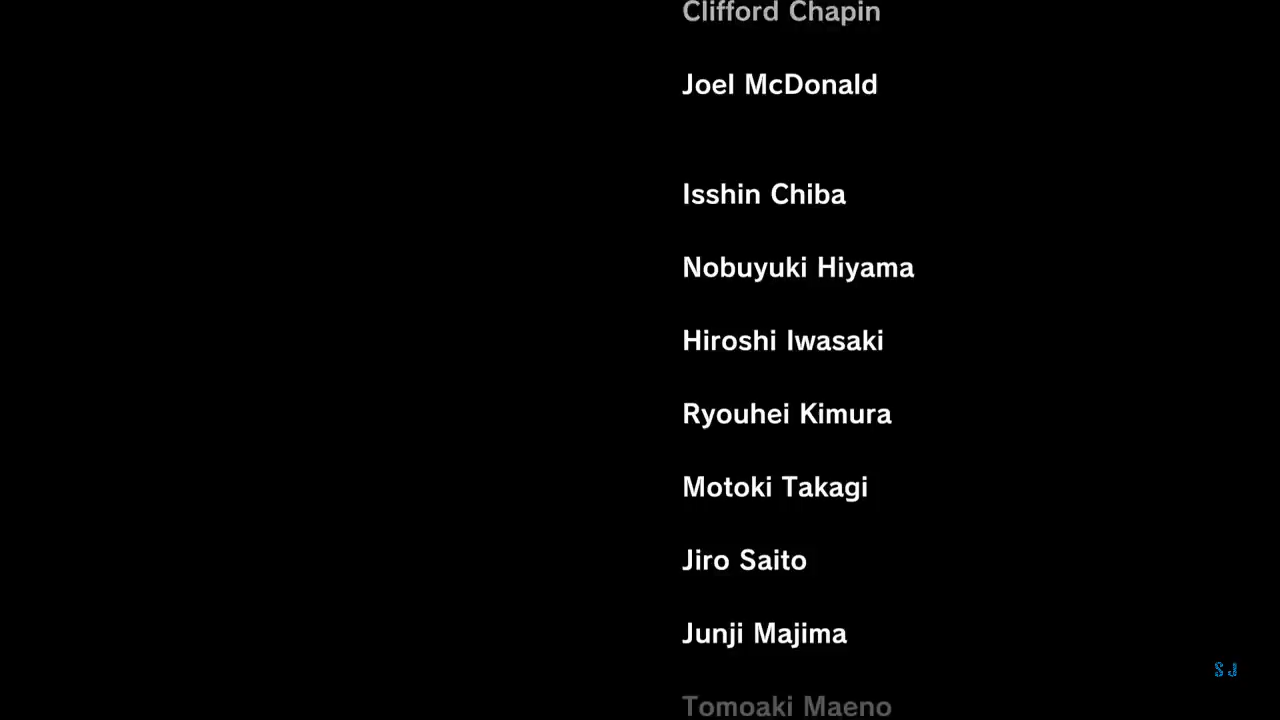 Clifford Chapin
Joel McDonald
Isshin Chiba
Nobuyuki Hiyama
Hiroshi Iwasaki
Ryouhei Kimura
Motoki Takagi
Jiro Saito
Junji Majima
SJ
Tomoaki Maeno